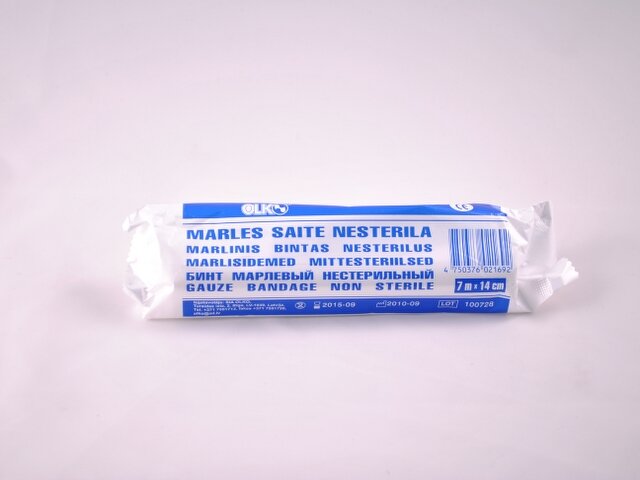 OLKO
CE
MARLES SAITE NESTERILA
MARLINIS BINTAS NESTERILUS
MARLISIDEMED MITTESTERIILSED
БИНТ МАРЛЕВЫЙ НЕСТЕРИЛЬНЫЙ
GAUZE BANDAGE NON STERILE
4 750376 021692
7 m x 14 cm
2015-09
2010-09
LOT 100728